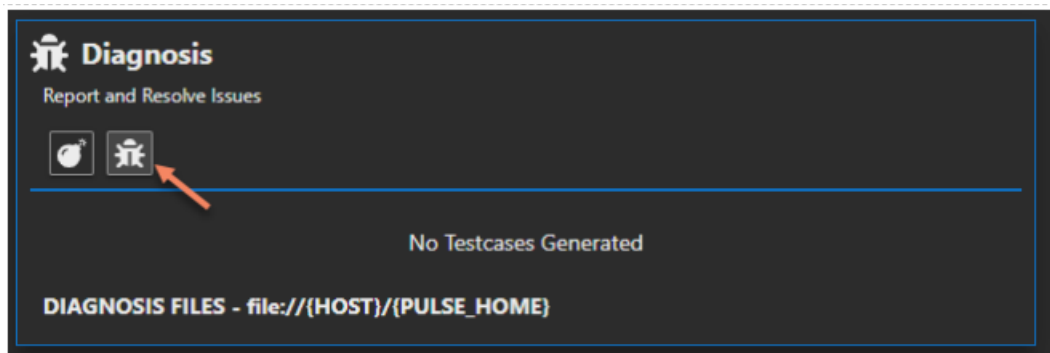 Diagnosis
Report and Resolve Issues
No Testcases Generated
DIAGNOSIS FILES - file://{HOST}/{PULSE_HOME}